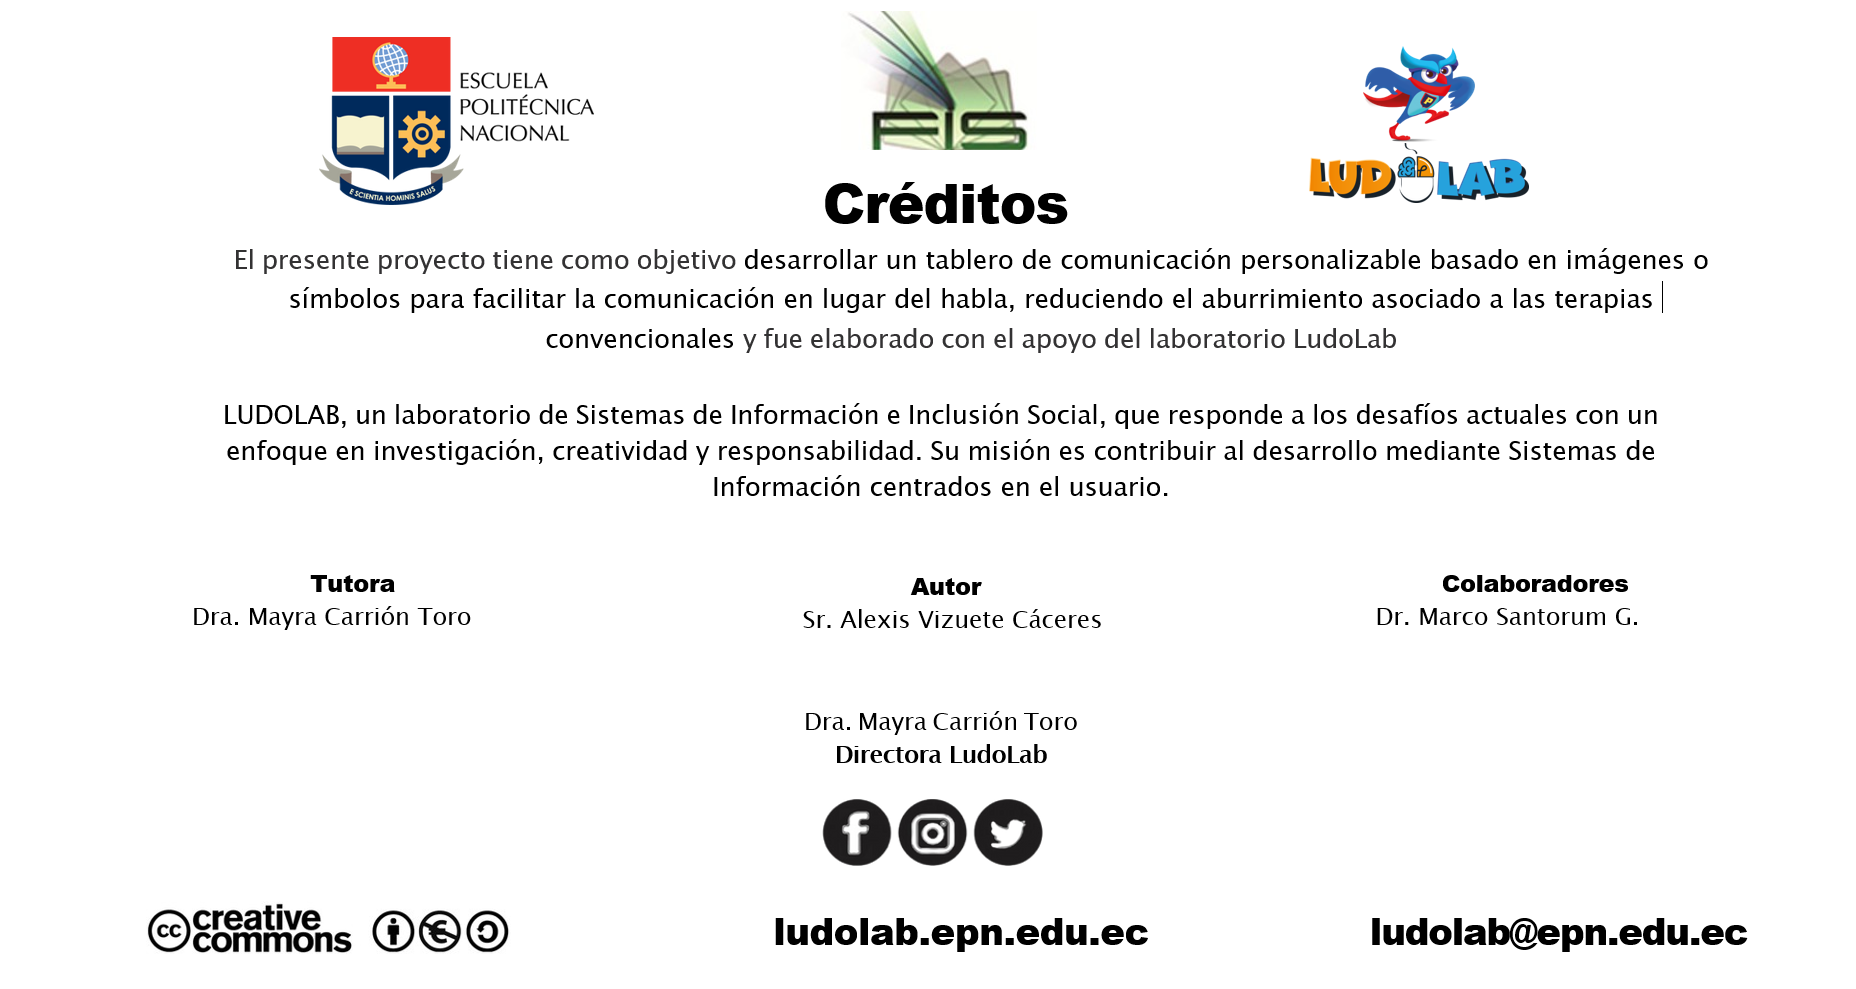 ESCUELA
POLITÉCNICA
NACIONAL
E SCIENTIA HOMINIS SALUS
FIS
P
LUDOLAB
Créditos
El presente proyecto tiene como objetivo desarrollar un tablero de comunicación personalizable basado en imágenes o
símbolos para facilitar la comunicación en lugar del habla, reduciendo el aburrimiento asociado a las terapias
convencionales y fue elaborado con el apoyo del laboratorio LudoLab
LUDOLAB, un laboratorio de Sistemas de Información e Inclusión Social, que responde a los desafíos actuales con un
enfoque en investigación, creatividad y responsabilidad. Su misión es contribuir al desarrollo mediante Sistemas de
Información centrados en el usuario.
Tutora
Dra. Mayra Carrión Toro
Autor
Sr. Alexis Vizuete Cáceres
Colaboradores
Dr. Marco Santorum G.
Dra. Mayra Carrión Toro
Directora LudoLab
cc creative
commons
ludolab.epn.edu.ec
ludolab@epn.edu.ec